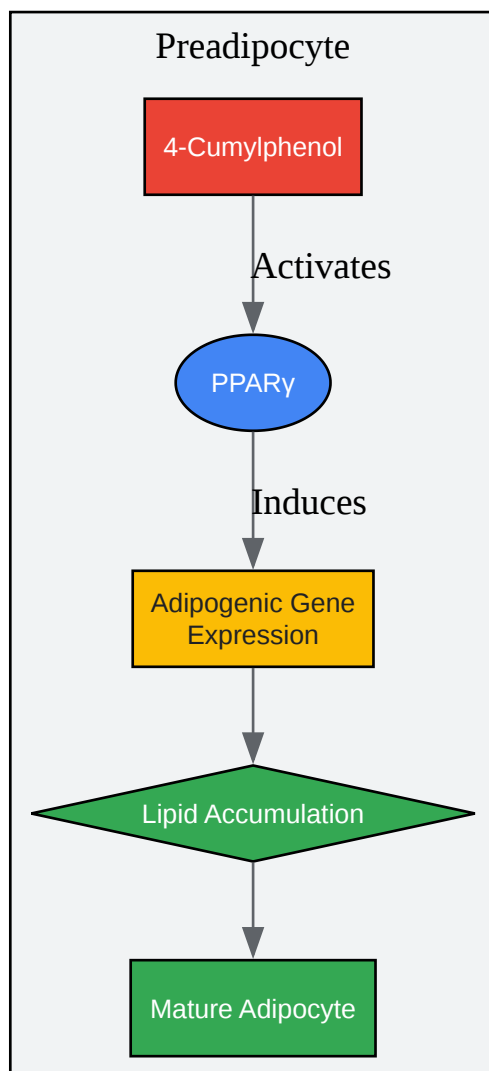 Preadipocyte
4-Cumylphenol
Activates
PPARγ
Induces
Adipogenic Gene
Expression
Lipid Accumulation
Mature Adipocyte